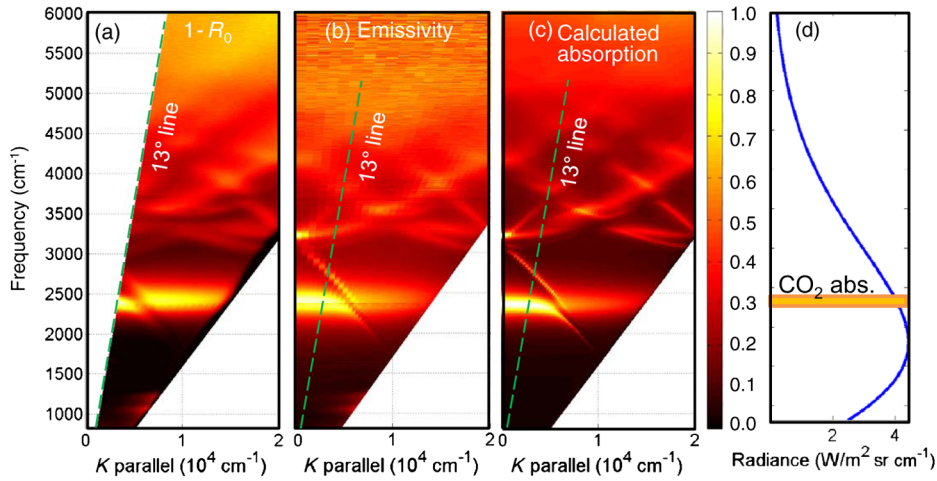 (a)
1- R₀
(b) Emissivity
(c) Calculated
absorption
(d)
13° line
13° line
13° line
CO₂ abs.
Frequency (cm⁻¹)
6000
5500
5000
4500
4000
3500
3000
2500
2000
1500
1000
0 1 2
K parallel (10⁴ cm⁻¹)
0 1 2
K parallel (10⁴ cm⁻¹)
0 1 2
K parallel (10⁴ cm⁻¹)
1.0
0.9
0.8
0.7
0.6
0.5
0.4
0.3
0.2
0.1
0.0
0 2 4
Radiance (W/m² sr cm⁻¹)